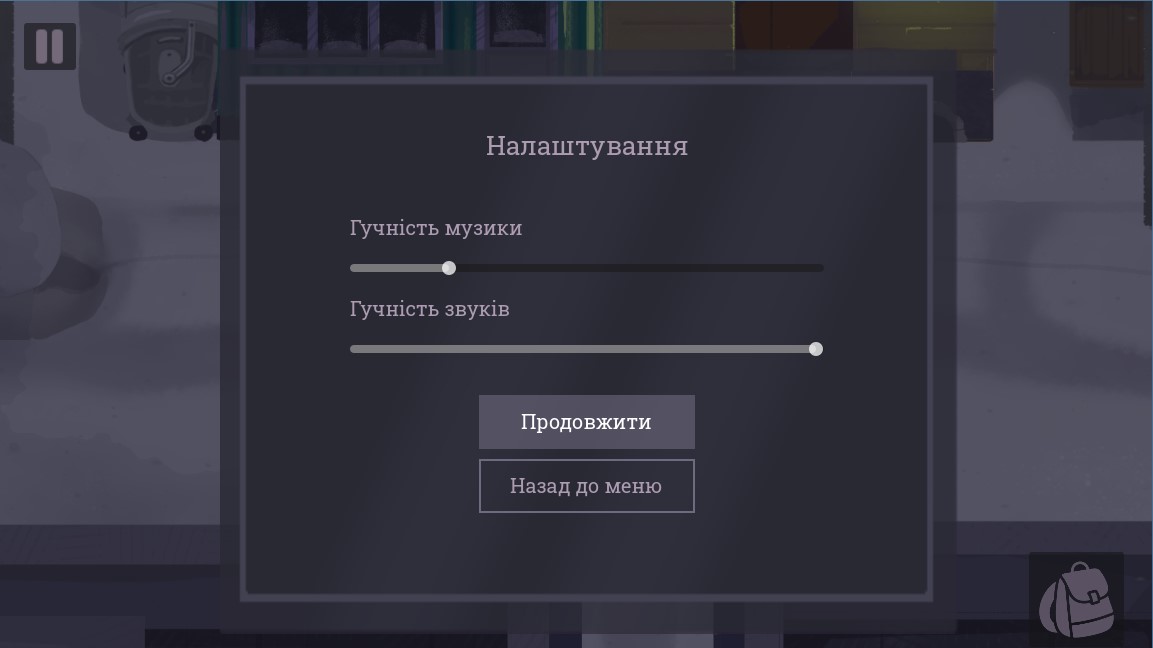 Налаштування
Гучність музики
Гучність звуків
Продовжити
Назад до меню